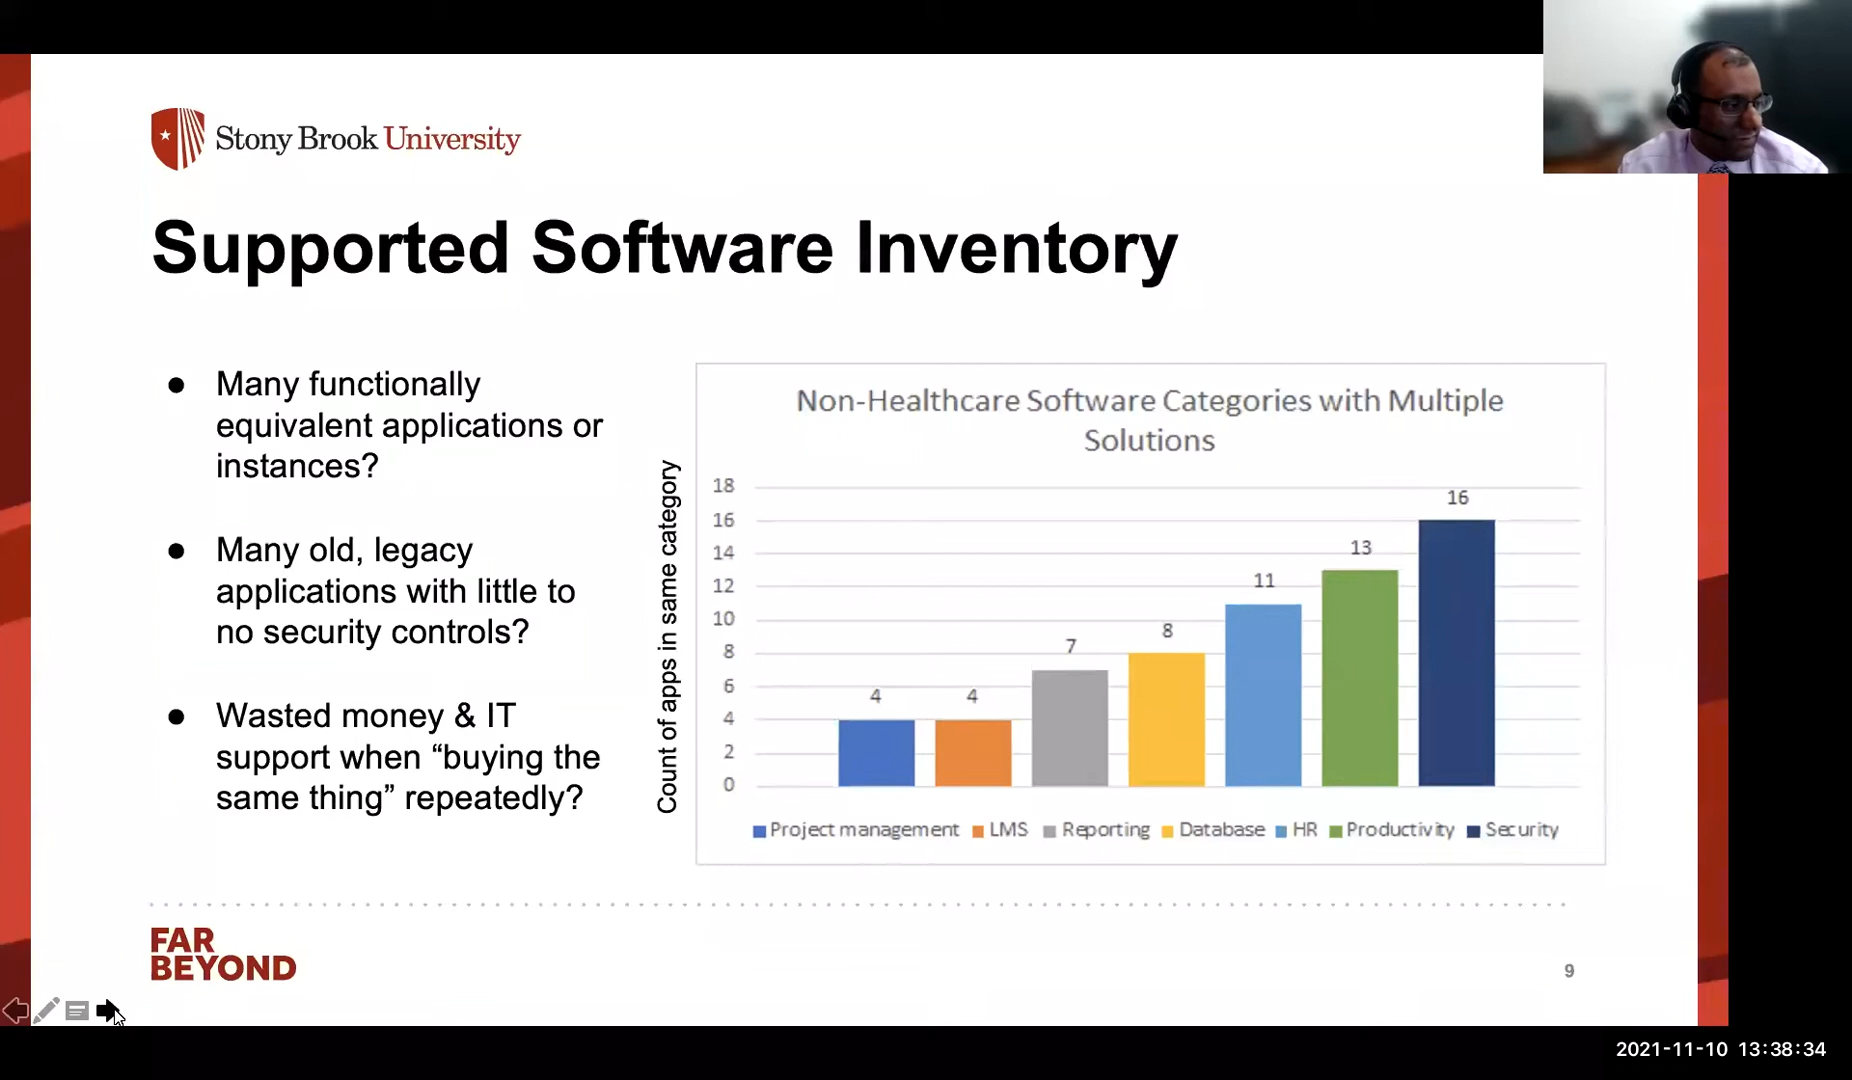 Stony Brook University
Supported Software Inventory
● Many functionally
equivalent applications or
instances?
● Many old, legacy
applications with little to
no security controls?
● Wasted money & IT
support when “buying the
same thing” repeatedly?
Non-Healthcare Software Categories with Multiple
Solutions
Count of apps in same category
18
16
14
12
10
8
6
4
2
0
4
4
7
8
11
13
16
Project management LMS Reporting Database HR Productivity Security
FAR
BEYOND
9
2021-11-10 13:38:34